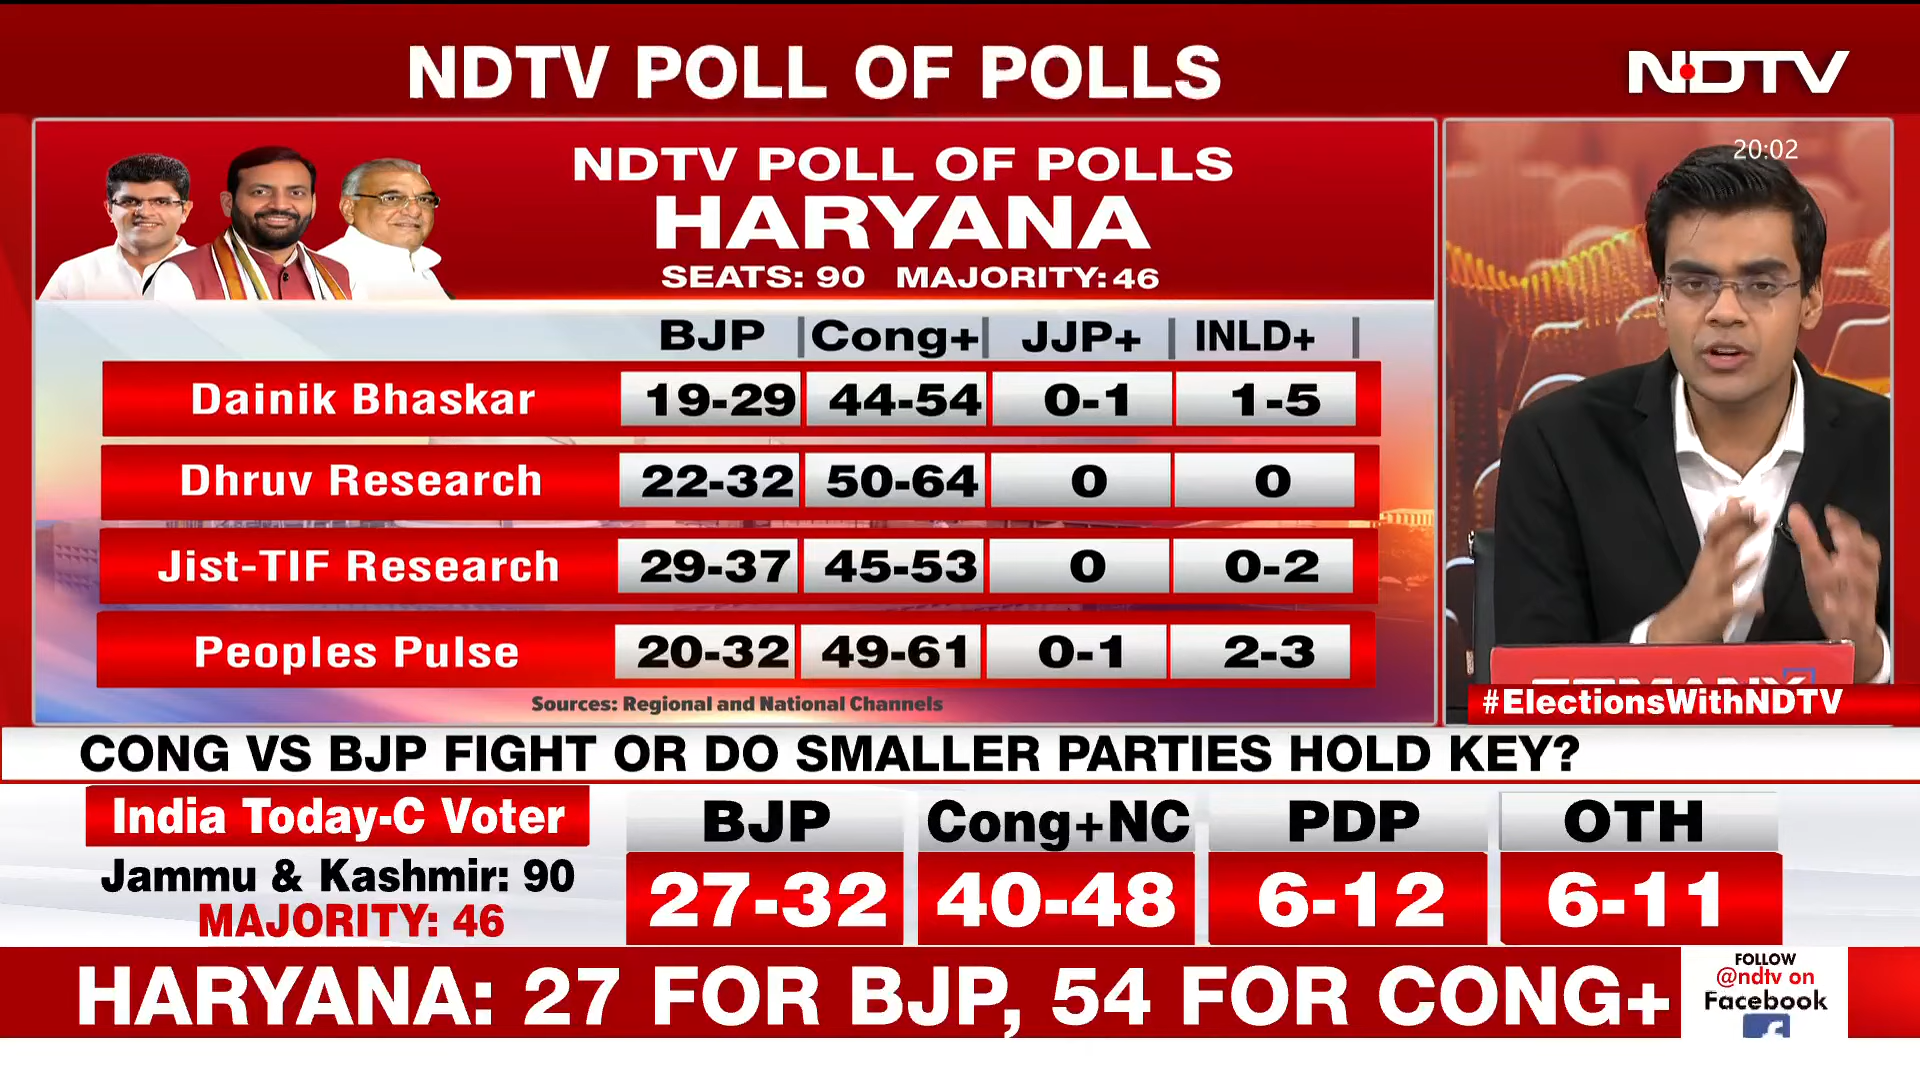 NDTV POLL OF POLLS
NDTV
NDTV POLL OF POLLS
HARYANA
SEATS: 90 MAJORITY: 46
BJP Cong+ JJP+ INLD+
Dainik Bhaskar 19-29 44-54 0-1 1-5
Dhruv Research 22-32 50-64 0 0
Jist-TIF Research 29-37 45-53 0 0-2
Peoples Pulse 20-32 49-61 0-1 2-3
Sources: Regional and National Channels
20:02
#ElectionsWithNDTV
CONG VS BJP FIGHT OR DO SMALLER PARTIES HOLD KEY?
India Today-C Voter
Jammu & Kashmir: 90
MAJORITY: 46
BJP Cong+NC PDP OTH
27-32 40-48 6-12 6-11
HARYANA: 27 FOR BJP, 54 FOR CONG+
FOLLOW
@ndtv on
Facebook